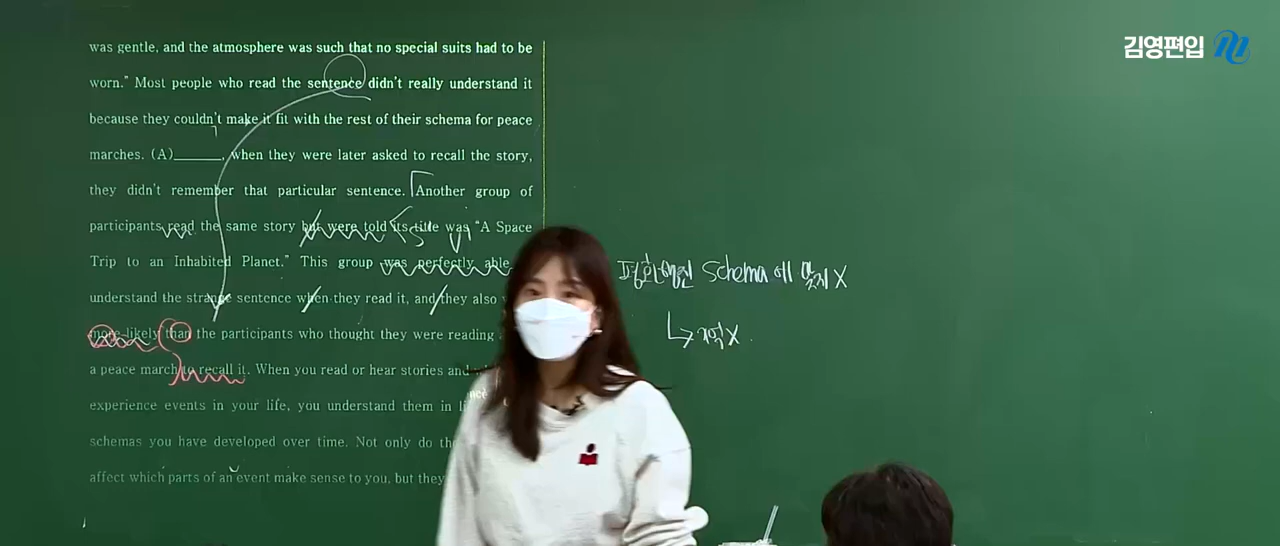 김영편입
was gentle, and the atmosphere was such that no special suits had to be
worn." Most people who read the sentence didn't really understand it
because they couldn't make it fit with the rest of their schema for peace
marches. (A)______, when they were later asked to recall the story,
they didn't remember that particular sentence. Another group of
participants read the same story but were told its title was "A Space
Trip to an Inhabited Planet." This group was perfectly able
understand the strange sentence when they read it, and they also
more likely than the participants who thought they were reading
a peace march to recall it. When you read or hear stories and
experience events in your life, you understand them in
schemas you have developed over time. Not only do
affect which parts of an event make sense to you, but they
schema에 맞지 X
↳ 기억 X